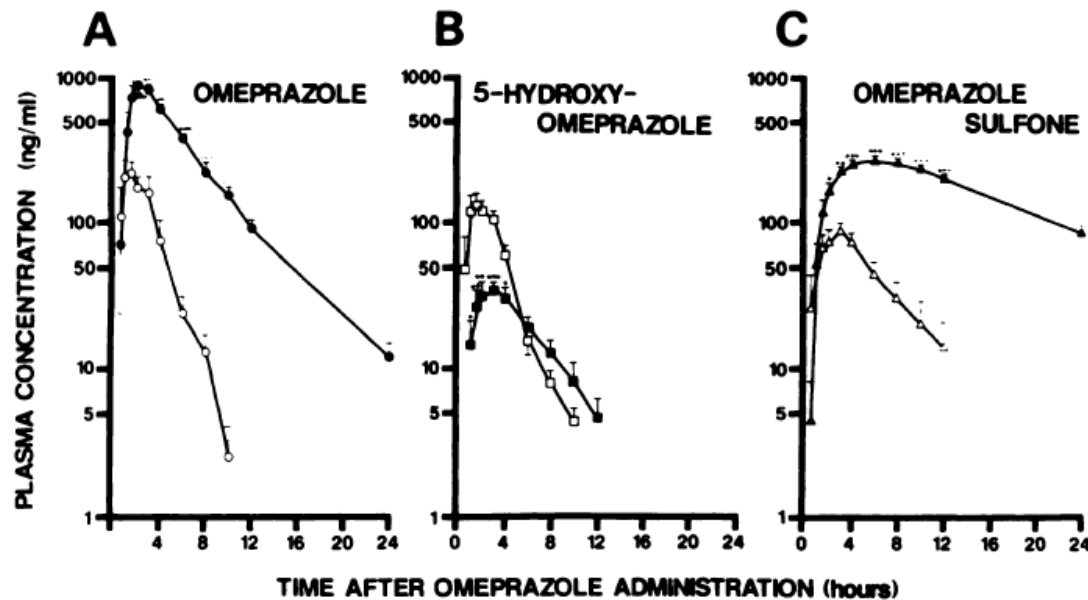 A
B
C
OMEPRAZOLE
5-HYDROXY-
OMEPRAZOLE
OMEPRAZOLE
SULFONE
PLASMA CONCENTRATION (ng/ml)
1000
500
100
50
10
5
1
4 8 12 16 20 24
1000
500
100
50
10
5
1
0 4 8 12 16 20 24
1000
500
100
50
10
5
1
0 4 8 12 16 20 24
TIME AFTER OMEPRAZOLE ADMINISTRATION (hours)